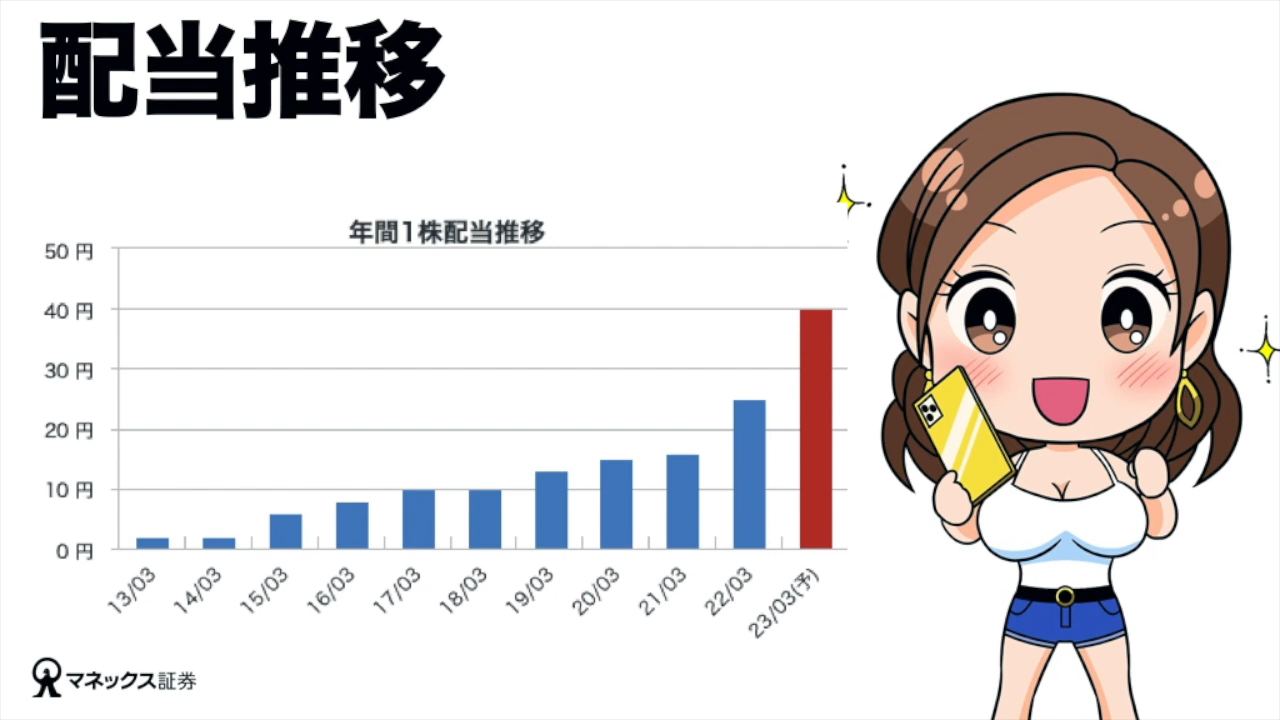 配当推移
年間1株配当推移
50 円
40 円
30 円
20 円
10 円
0 円
13/03
14/03
15/03
16/03
17/03
18/03
19/03
20/03
21/03
22/03
23/03(予)
マネックス証券